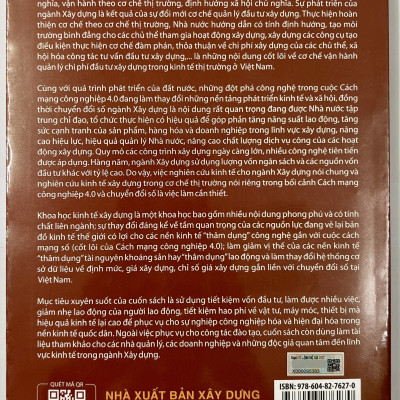 nghĩa, vận hành theo cơ chế thị trường, định hướng xã hội chủ nghĩa. Sự phát triển của
ngành Xây dựng là kết quả của sự đổi mới cơ chế quản lý đầu tư xây dựng. Thực hiện hoàn
thiện cơ chế theo cơ chế thị trường, Nhà nước hướng dẫn có tính định hướng, tạo môi
trường bình đẳng cho các chủ thể tham gia hoạt động xây dựng, xây dựng các công cụ tạo
điều kiện thực hiện cơ chế đàm phán, thỏa thuận về chi phí xây dựng của các chủ thể, xã
hội hóa công tác tư vấn đầu tư xây dựng,... là những nội dung cốt lõi về cơ chế vận hành
quản lý chi phí đầu tư xây dựng trong kinh tế thị trường ở Việt Nam.
Cùng với quá trình phát triển của đất nước, những đột phá công nghệ trong cuộc Cách
mạng công nghiệp 4.0 đang làm thay đổi những nền tảng phát triển kinh tế và xã hội, đồng
thời chuyển đổi số ngành Xây dựng là nội dung rất quan trọng đang được Nhà nước tập
trung chỉ đạo, tổ chức thực hiện có hiệu quả để góp phần tăng năng suất lao động, tăng
sức cạnh tranh của sản phẩm, hàng hóa và doanh nghiệp trong lĩnh vực xây dựng, nâng
cao hiệu lực, hiệu quả quản lý Nhà nước, nâng cao chất lượng dịch vụ công của các hoạt
động xây dựng. Quy mô các công trình xây dựng ngày càng lớn, nhiều công nghệ tiên tiến
được áp dụng. Hàng năm, ngành Xây dựng sử dụng lượng vốn ngân sách và các nguồn vốn
đầu tư khác với tỷ lệ cao. Do vậy, việc nghiên cứu kinh tế cho ngành Xây dựng nói chung và
nghiên cứu kinh tế xây dựng trong cơ chế thị trường nói riêng trong bối cảnh Cách mạng
công nghiệp 4.0 và chuyển đổi số là việc làm cần thiết.
Khoa học kinh tế xây dựng là một khoa học bao gồm nhiều nội dung phong phú và có tính
chất liên ngành; sự thay đổi đáng kể về tầm quan trọng của các nguồn lực đang vẽ lại bản
đồ kinh tế thế giới có lợi cho các nền kinh tế "thâm dụng" công nghệ gắn với cuộc cách
mạng số (cốt lõi của Cách mạng công nghiệp 4.0); làm giảm vị thế của các nền kinh tế
"thâm dụng" tài nguyên khoáng sản hay "thâm dụng" lao động và làm thay đổi hệ thống cơ
sở dữ liệu về định mức, giá xây dựng, chỉ số giá xây dựng gắn liền với chuyển đổi số tại
Việt Nam.
Mục tiêu xuyên suốt của cuốn sách là sử dụng tiết kiệm vốn đầu tư, làm được nhiều việc,
giảm nhẹ lao động của người lao động, tiết kiệm hao phí về vật tư, máy móc, thiết bị mà
hiệu quả kinh tế lại cao để phục vụ cho sự nghiệp công nghiệp hóa và hiện đại hóa trong
nền kinh tế quốc dân. Ngoài việc phục vụ cho công tác đào tạo, cuốn sách còn dùng làm tài
liệu tham khảo cho các nhà quản lý, các doanh nghiệp và những độc giả quan tâm đến lĩnh
vực kinh tế trong ngành Xây dựng.
QUÉT MÃ QR
NHÀ XUẤT BẢN XÂY DỰNG
ISBN: 978-604-82-7627-0